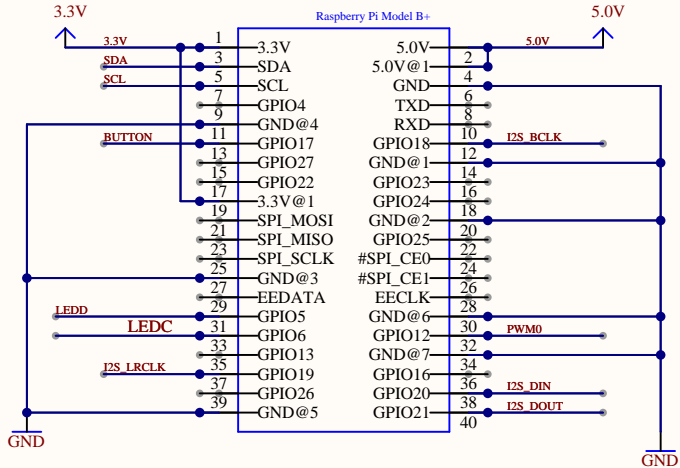 3.3V 5.0V
Raspberry Pi Model B+
3.3V 1 3.3V 5.0V 5.0V
SDA 3 SDA 5.0V@1 2
SCL 5 SCL GND 4
7 GPIO4 TXD 6
9 GND@4 RXD 8
BUTTON 11 GPIO17 GPIO18 10 I2S_BCLK
13 GPIO27 GND@1 12
15 GPIO22 GPIO23 14
17 3.3V@1 GPIO24 16
19 SPI_MOSI GND@2 18
21 SPI_MISO GPIO25 20
23 SPI_SCLK #SPI_CE0 22
25 GND@3 #SPI_CE1 24
27 EEDATA EECLK 26
LEDD 29 GPIO5 GND@6 28
LEDC 31 GPIO6 GPIO12 30 PWM0
33 GPIO13 GND@7 32
I2S_LRCLK 35 GPIO19 GPIO16 34
37 GPIO26 GPIO20 36 I2S_DIN
39 GND@5 GPIO21 38 I2S_DOUT
40
GND
GND